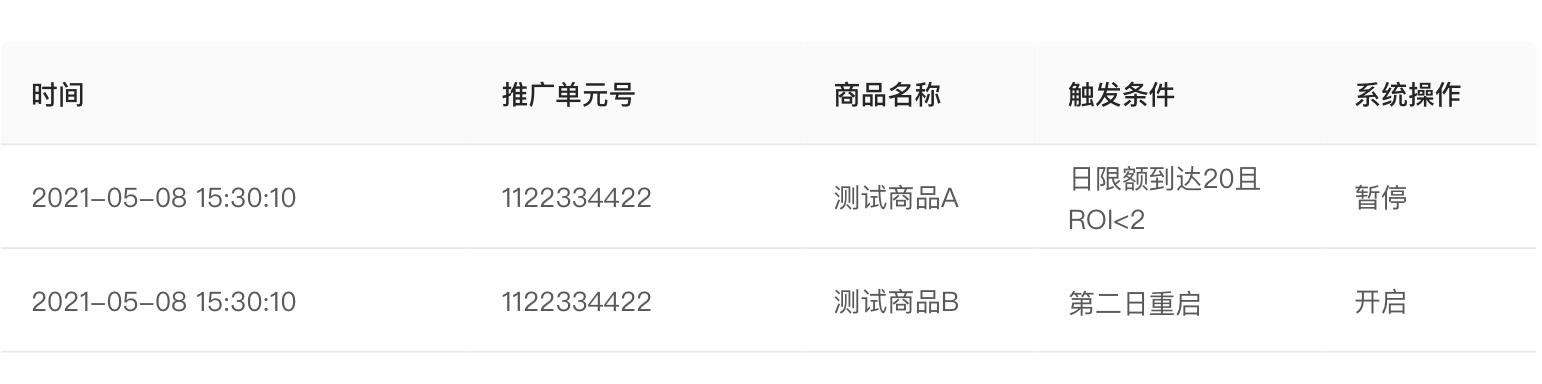 时间 推广单元号 商品名称 触发条件 系统操作
2021-05-08 15:30:10 1122334422 测试商品A 日限额到达20且
ROI<2 暂停
2021-05-08 15:30:10 1122334422 测试商品B 第二日重启 开启